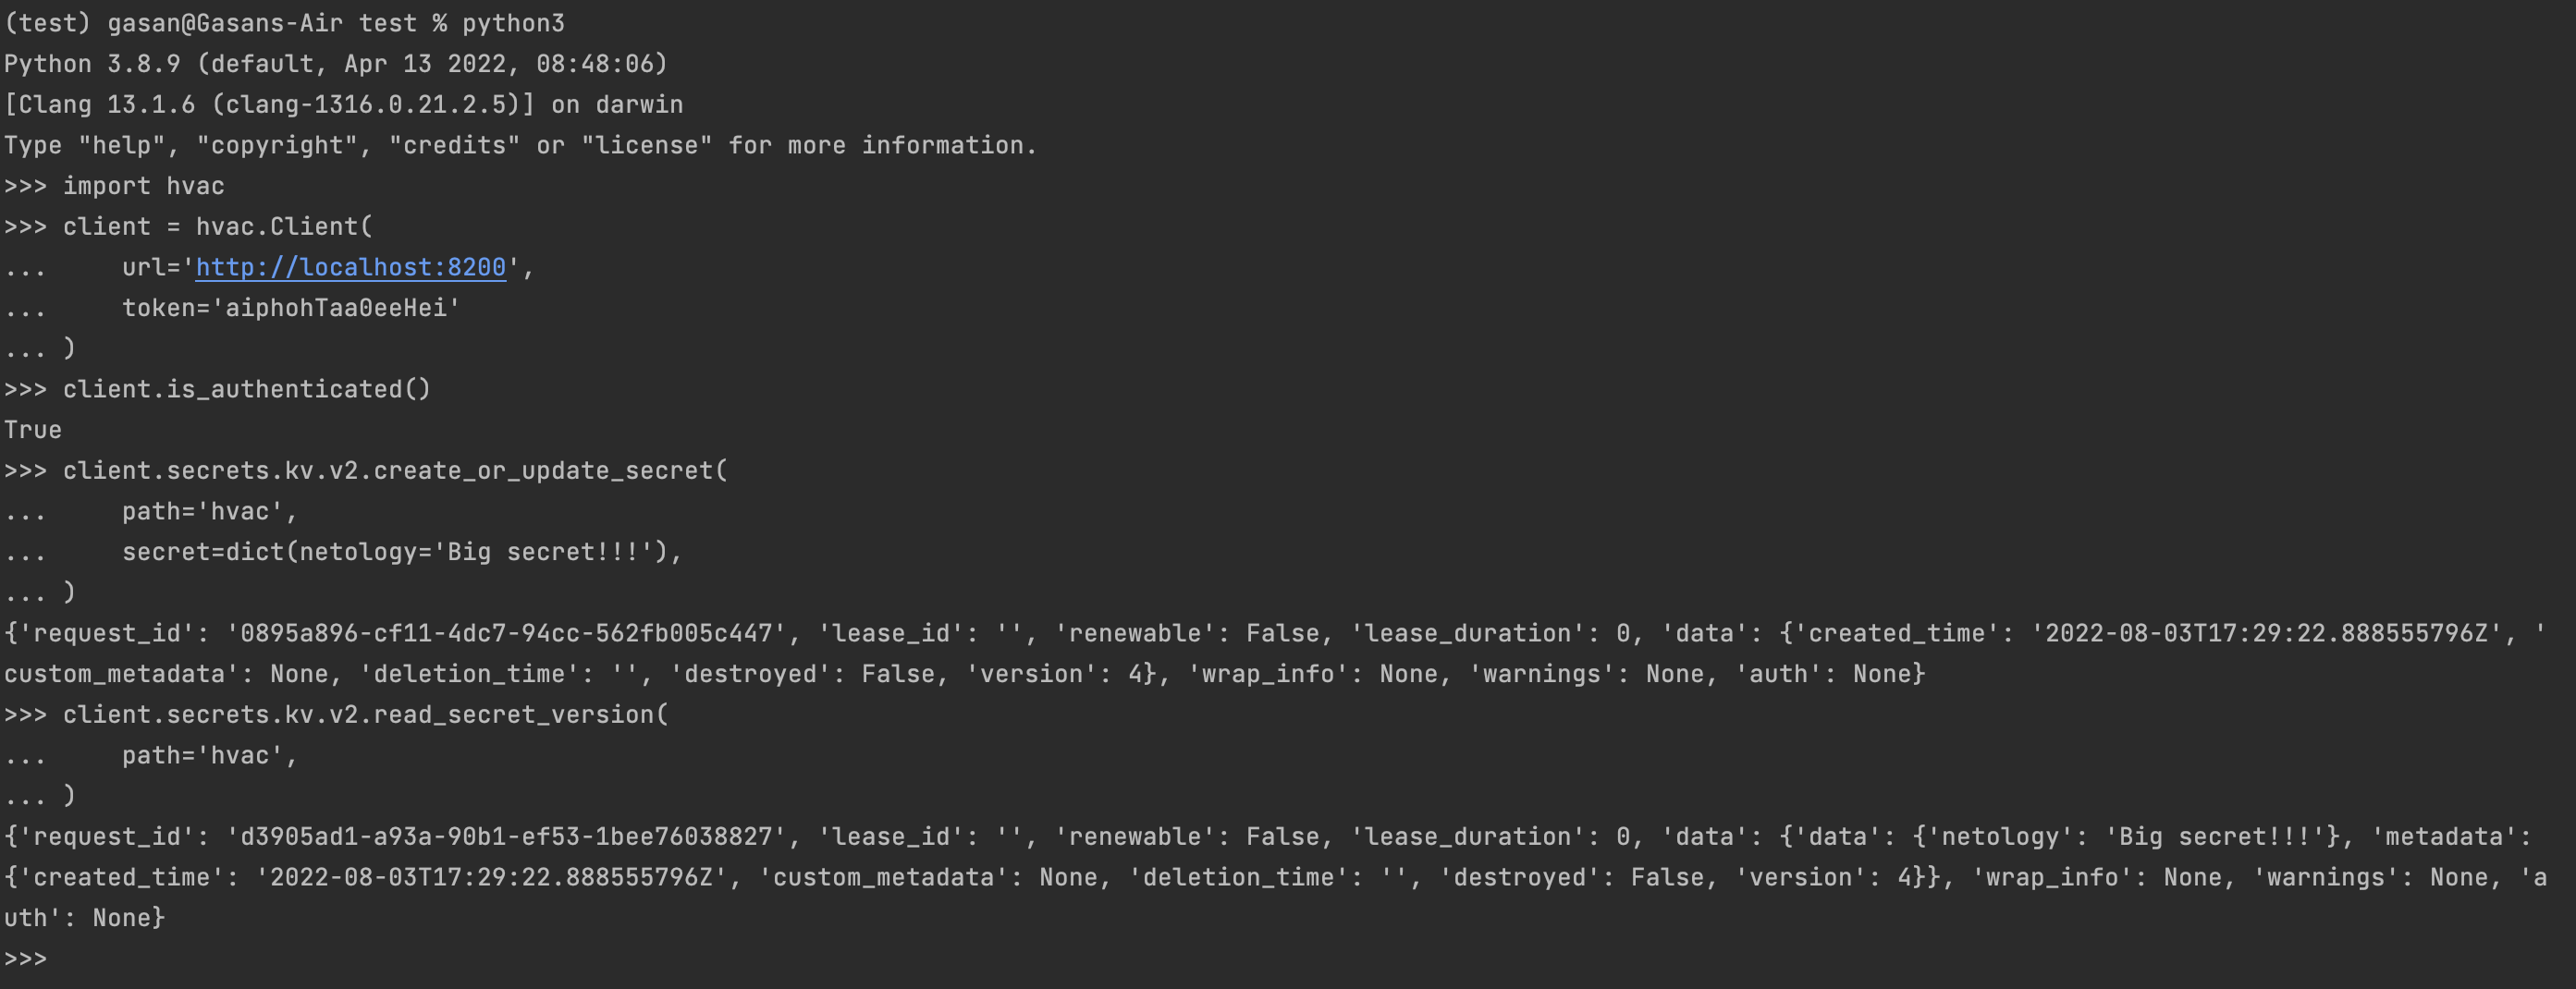 (test) gasan@Gasans-Air test % python3
Python 3.8.9 (default, Apr 13 2022, 08:48:06)
[Clang 13.1.6 (clang-1316.0.21.2.5)] on darwin
Type "help", "copyright", "credits" or "license" for more information.
>>> import hvac
>>> client = hvac.Client(
...     url='http://localhost:8200',
...     token='aiphohTaa0eeHei'
... )
>>> client.is_authenticated()
True
>>> client.secrets.kv.v2.create_or_update_secret(
...     path='hvac',
...     secret=dict(netology='Big secret!!!'),
... )
{'request_id': '0895a896-cf11-4dc7-94cc-562fb005c447', 'lease_id': '', 'renewable': False, 'lease_duration': 0, 'data': {'created_time': '2022-08-03T17:29:22.888555796Z', '
custom_metadata': None, 'deletion_time': '', 'destroyed': False, 'version': 4}, 'wrap_info': None, 'warnings': None, 'auth': None}
>>> client.secrets.kv.v2.read_secret_version(
...     path='hvac',
... )
{'request_id': 'd3905ad1-a93a-90b1-ef53-1bee76038827', 'lease_id': '', 'renewable': False, 'lease_duration': 0, 'data': {'data': {'netology': 'Big secret!!!'}, 'metadata':
{'created_time': '2022-08-03T17:29:22.888555796Z', 'custom_metadata': None, 'deletion_time': '', 'destroyed': False, 'version': 4}}, 'wrap_info': None, 'warnings': None, 'a
uth': None}
>>>